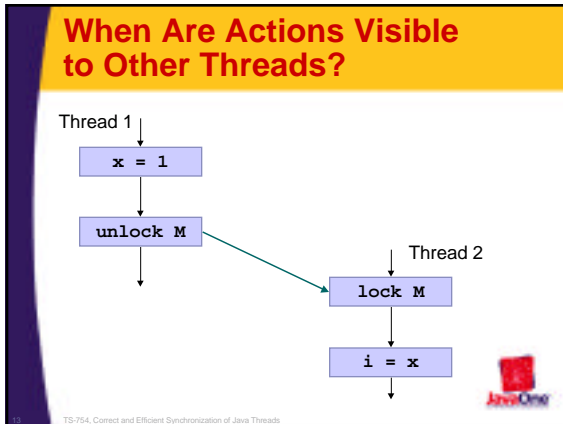 When Are Actions Visible
to Other Threads?
Thread 1
x = 1
unlock M
Thread 2
lock M
i = x
JavaOne
13 TS-754, Correct and Efficient Synchronization of Java Threads